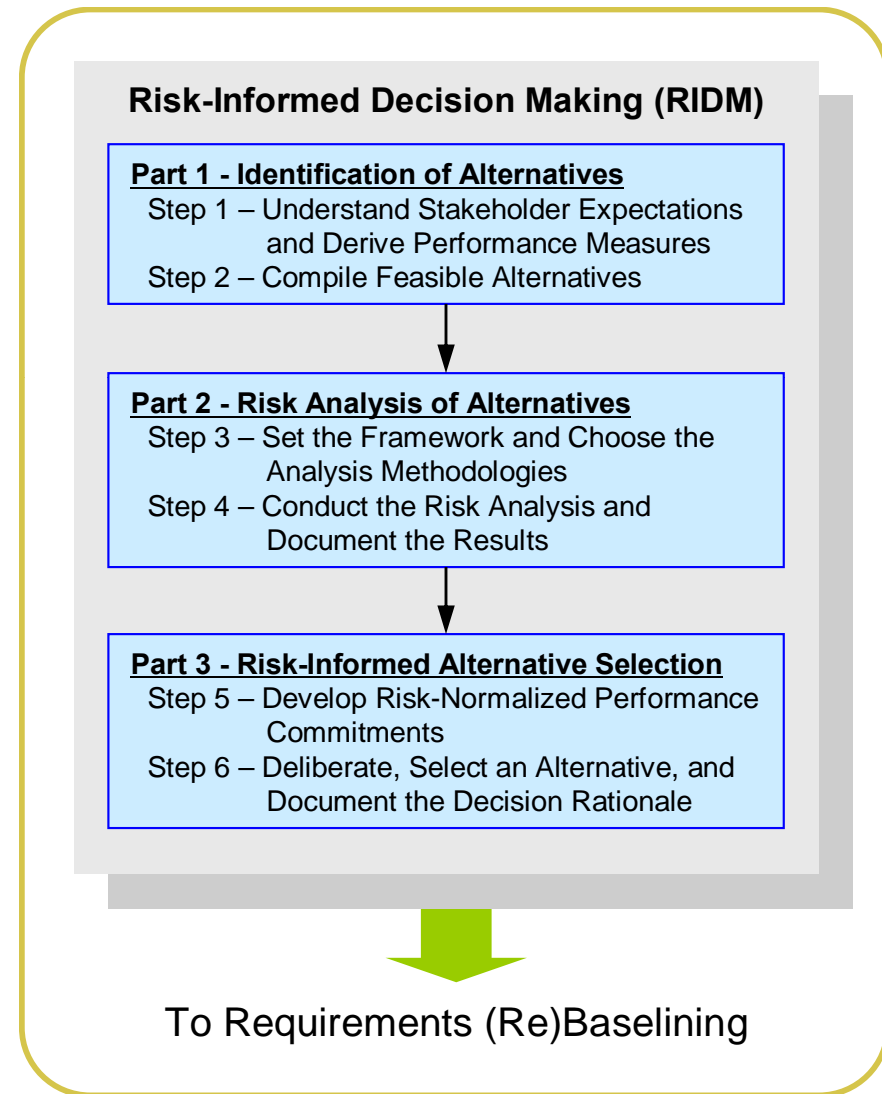 Risk-Informed Decision Making (RIDM)
Part 1 - Identification of Alternatives
Step 1 – Understand Stakeholder Expectations
and Derive Performance Measures
Step 2 – Compile Feasible Alternatives
Part 2 - Risk Analysis of Alternatives
Step 3 – Set the Framework and Choose the
Analysis Methodologies
Step 4 – Conduct the Risk Analysis and
Document the Results
Part 3 - Risk-Informed Alternative Selection
Step 5 – Develop Risk-Normalized Performance
Commitments
Step 6 – Deliberate, Select an Alternative, and
Document the Decision Rationale
To Requirements (Re)Baselining